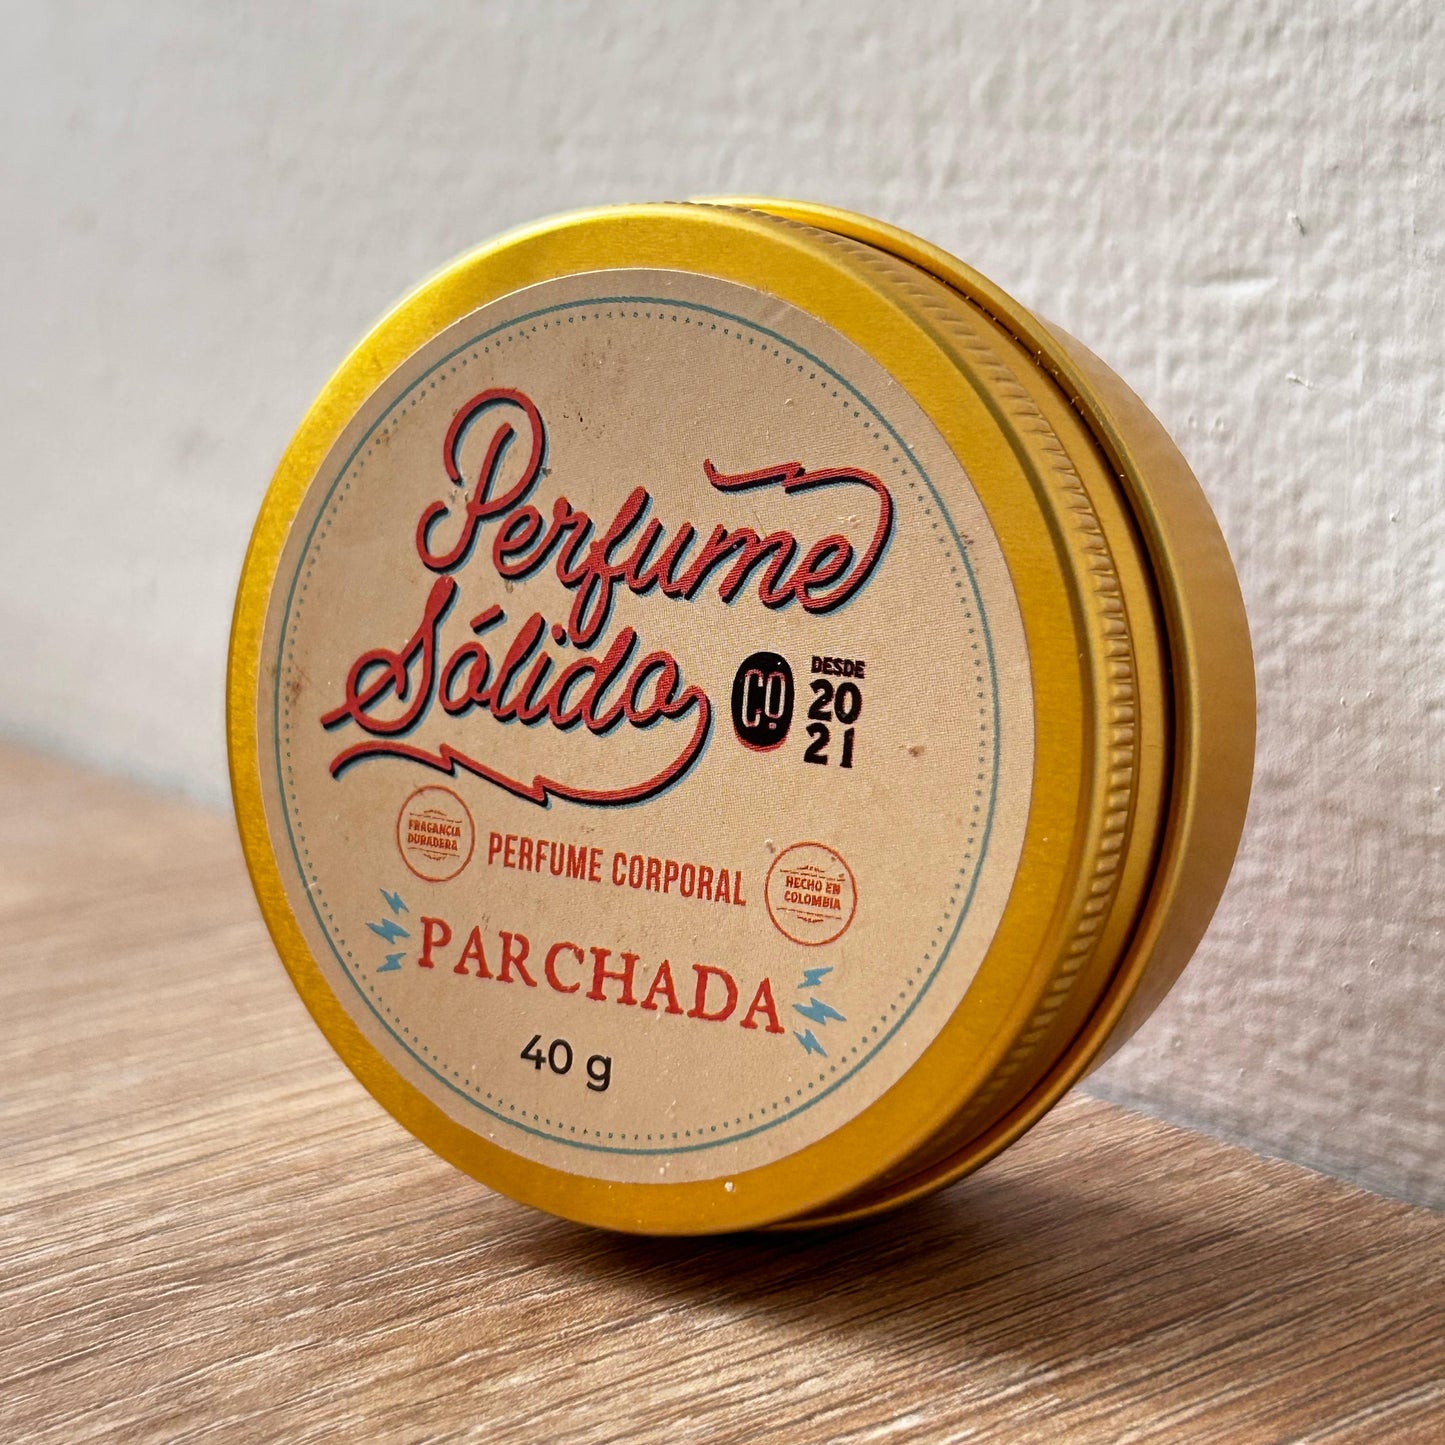 Perfume
Sólido
CO
DESDE
20
21
FRAGANCIA
DURADERA
PERFUME CORPORAL
HECHO EN
COLOMBIA
PARCHADA
40 g